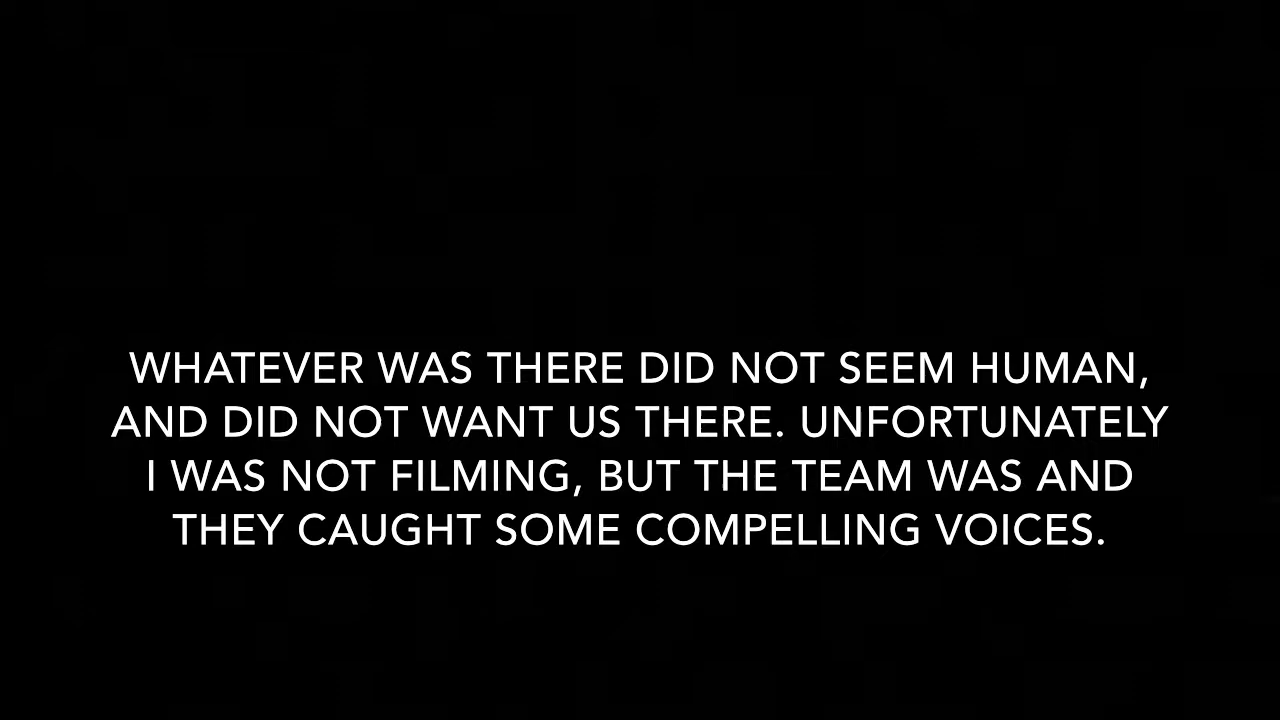 WHATEVER WAS THERE DID NOT SEEM HUMAN,
AND DID NOT WANT US THERE. UNFORTUNATELY
I WAS NOT FILMING, BUT THE TEAM WAS AND
THEY CAUGHT SOME COMPELLING VOICES.